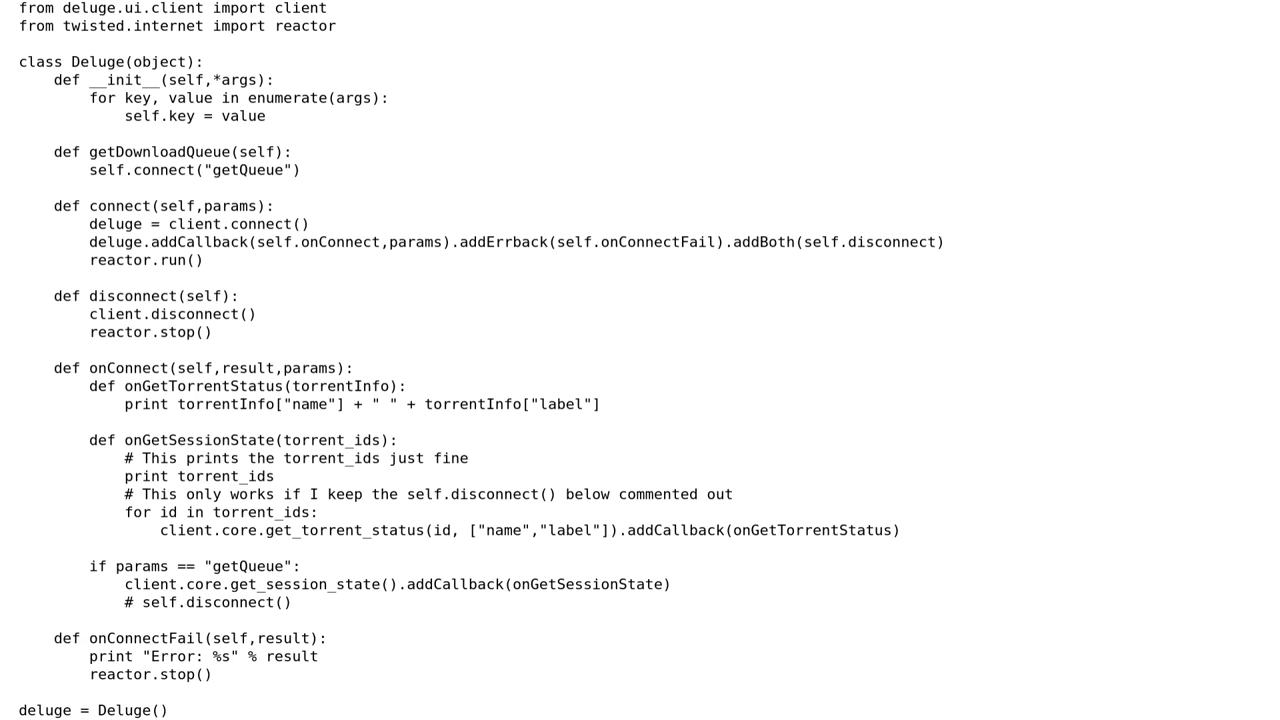 from deluge.ui.client import client
from twisted.internet import reactor

class Deluge(object):
    def __init__(self,*args):
        for key, value in enumerate(args):
            self.key = value

    def getDownloadQueue(self):
        self.connect("getQueue")

    def connect(self,params):
        deluge = client.connect()
        deluge.addCallback(self.onConnect,params).addErrback(self.onConnectFail).addBoth(self.disconnect)
        reactor.run()

    def disconnect(self):
        client.disconnect()
        reactor.stop()

    def onConnect(self,result,params):
        def onGetTorrentStatus(torrentInfo):
            print torrentInfo["name"] + " " + torrentInfo["label"]

        def onGetSessionState(torrent_ids):
            # This prints the torrent_ids just fine
            print torrent_ids
            # This only works if I keep the self.disconnect() below commented out
            for id in torrent_ids:
                client.core.get_torrent_status(id, ["name","label"]).addCallback(onGetTorrentStatus)

        if params == "getQueue":
            client.core.get_session_state().addCallback(onGetSessionState)
            # self.disconnect()

    def onConnectFail(self,result):
        print "Error: %s" % result
        reactor.stop()

deluge = Deluge()